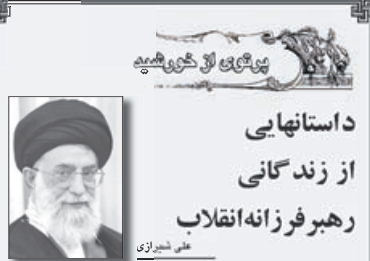 پرتوی از خورشید
داستانهایی
از زندگانی
رهبر فرزانه انقلاب
علی شیرازی